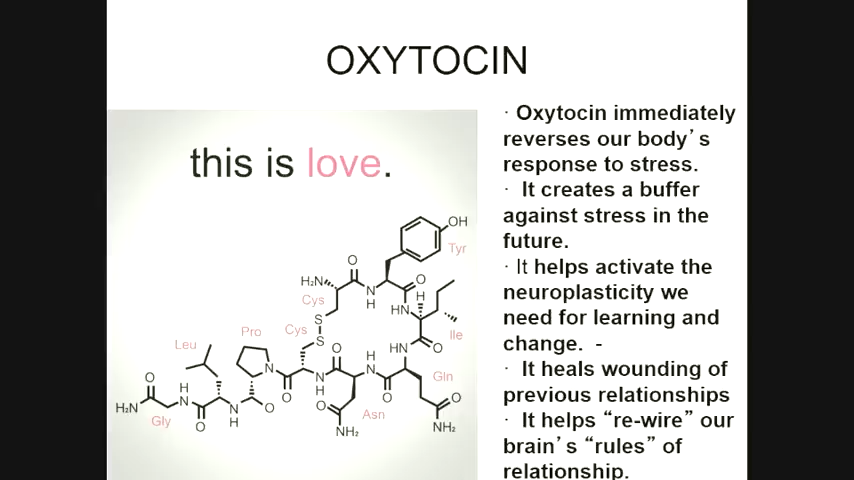 OXYTOCIN
this is love.
OH
Tyr
O
H₂N
O
Cys
N
H
H
HN
S
Cys
S
Ile
O
HN
Pro
Leu
O
H
N
Gln
O
H
N
N
O
N
H
O
O
H₂N
N
H
O
O
Asn
NH₂
NH₂
Gly
O
· Oxytocin immediately
reverses our body's
response to stress.
· It creates a buffer
against stress in the
future.
· It helps activate the
neuroplasticity we
need for learning and
change. -
· It heals wounding of
previous relationships
· It helps “re-wire” our
brain's “rules” of
relationship.